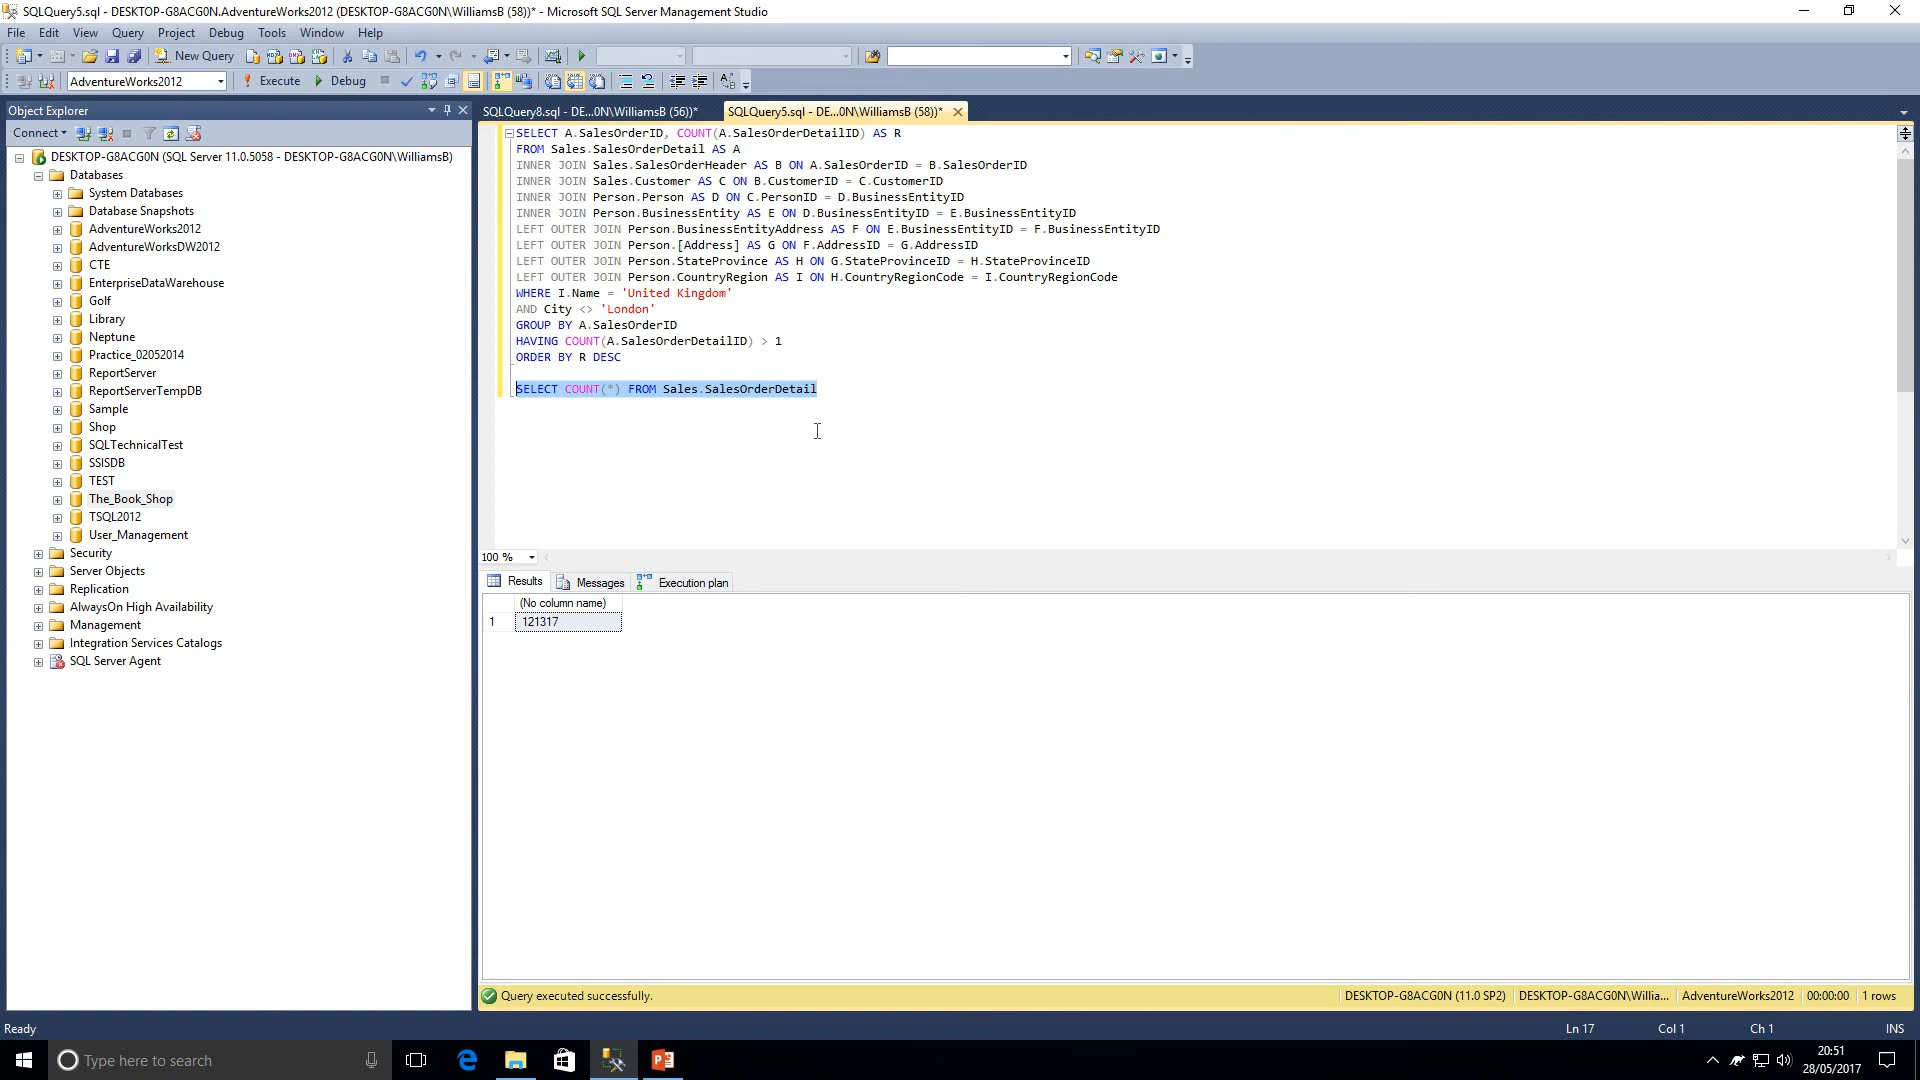 SQLQuery5.sql - DESKTOP-G8ACG0N.AdventureWorks2012 (DESKTOP-G8ACG0N\WilliamsB (58))* - Microsoft SQL Server Management Studio
File Edit View Query Project Debug Tools Window Help
New Query
AdventureWorks2012 Execute Debug
Object Explorer
Connect
DESKTOP-G8ACG0N (SQL Server 11.0.5058 - DESKTOP-G8ACG0N\WilliamsB)
Databases
System Databases
Database Snapshots
AdventureWorks2012
AdventureWorksDW2012
CTE
EnterpriseDataWarehouse
Golf
Library
Neptune
Practice_02052014
ReportServer
ReportServerTempDB
Sample
Shop
SQLTechnicalTest
SSISDB
TEST
The_Book_Shop
TSQL2012
User_Management
Security
Server Objects
Replication
AlwaysOn High Availability
Management
Integration Services Catalogs
SQL Server Agent
SQLQuery8.sql - DE...0N\WilliamsB (56))* SQLQuery5.sql - DE...0N\WilliamsB (58))*
SELECT A.SalesOrderID, COUNT(A.SalesOrderDetailID) AS R
FROM Sales.SalesOrderDetail AS A
INNER JOIN Sales.SalesOrderHeader AS B ON A.SalesOrderID = B.SalesOrderID
INNER JOIN Sales.Customer AS C ON B.CustomerID = C.CustomerID
INNER JOIN Person.Person AS D ON C.PersonID = D.BusinessEntityID
INNER JOIN Person.BusinessEntity AS E ON D.BusinessEntityID = E.BusinessEntityID
LEFT OUTER JOIN Person.BusinessEntityAddress AS F ON E.BusinessEntityID = F.BusinessEntityID
LEFT OUTER JOIN Person.[Address] AS G ON F.AddressID = G.AddressID
LEFT OUTER JOIN Person.StateProvince AS H ON G.StateProvinceID = H.StateProvinceID
LEFT OUTER JOIN Person.CountryRegion AS I ON H.CountryRegionCode = I.CountryRegionCode
WHERE I.Name = 'United Kingdom'
AND City <> 'London'
GROUP BY A.SalesOrderID
HAVING COUNT(A.SalesOrderDetailID) > 1
ORDER BY R DESC
SELECT COUNT(*) FROM Sales.SalesOrderDetail
100 %
Results Messages Execution plan
(No column name)
1 121317
Query executed successfully. DESKTOP-G8ACG0N (11.0 SP2) DESKTOP-G8ACG0N\Willia... AdventureWorks2012 00:00:00 1 rows
Ready Ln 17 Col 1 Ch 1 INS
Type here to search
20:51
28/05/2017